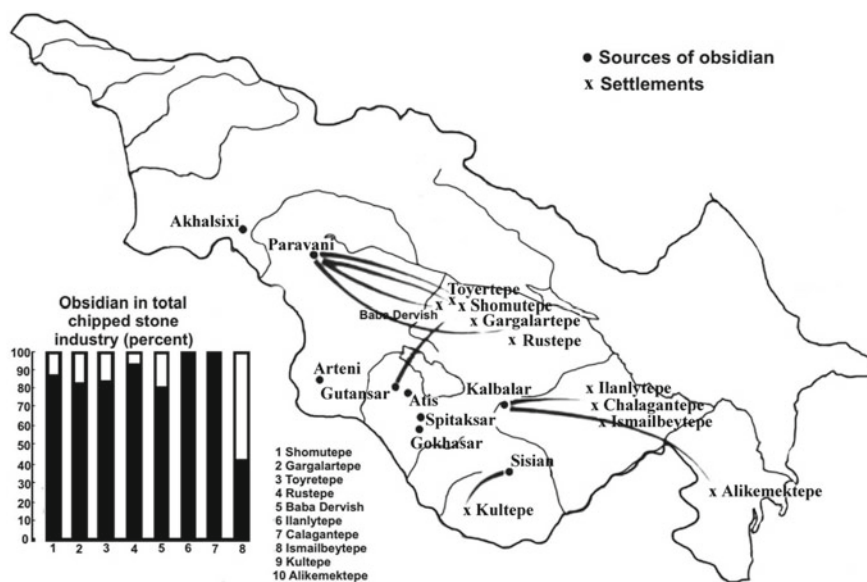 Sources of obsidian
x Settlements
Akhalsixi
Paravani
Toyertepe
x x Shomutepe
x
Baba Dervish
x Gargalartepe
x Rustepe
Obsidian in total
chipped stone
industry (percent)
100
90
80
70
60
50
40
30
20
10
0
1 2 3 4 5 6 7 8
Arteni
Gutansar
Atis
Spitaksar
Gokhasar
Kalbalar
x Ilanlytepe
x Chalagantepe
x Ismailbeytepe
Sisian
x Kultepe
x Alikemektepe
1 Shomutepe
2 Gargalartepe
3 Toyretepe
4 Rustepe
5 Baba Dervish
6 Ilanlytepe
7 Calagantepe
8 Ismailbeytepe
9 Kultepe
10 Alikemektepe